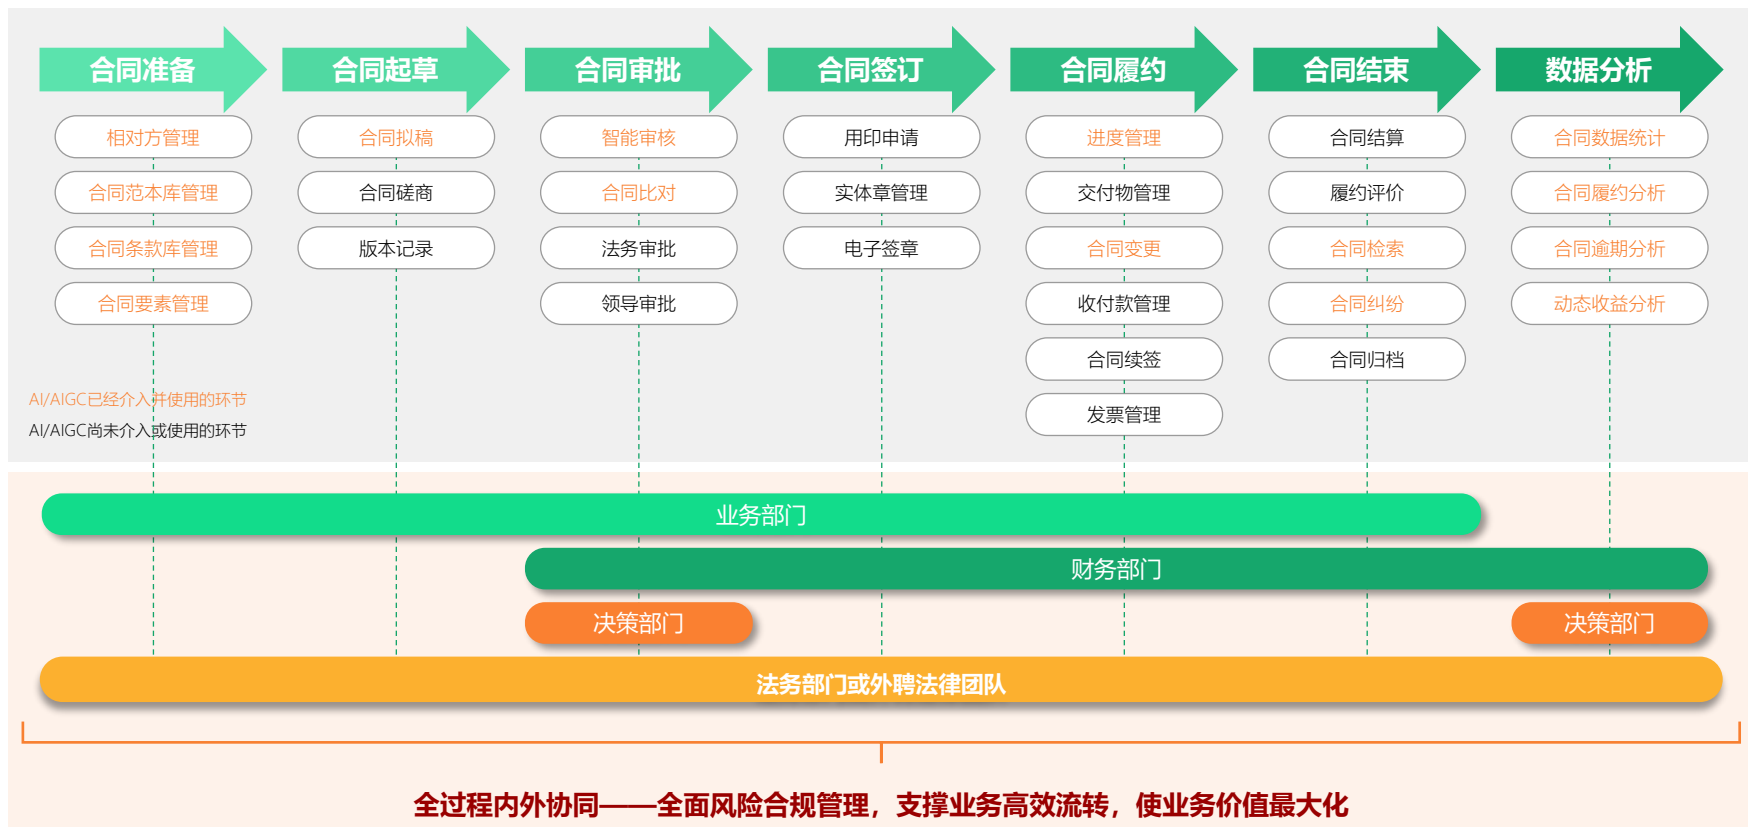 合同准备
合同起草
合同审批
合同签订
合同履约
合同结束
数据分析
相对方管理
合同范本库管理
合同条款库管理
合同要素管理
合同拟稿
合同磋商
版本记录
智能审核
合同比对
法务审批
领导审批
用印申请
实体章管理
电子签章
进度管理
交付物管理
合同变更
收付款管理
合同续签
发票管理
合同结算
履约评价
合同检索
合同纠纷
合同归档
合同数据统计
合同履约分析
合同逾期分析
动态收益分析
AI/AIGC已经介入并使用的环节
AI/AIGC尚未介入或使用的环节
业务部门
财务部门
决策部门
决策部门
法务部门或外聘法律团队
全过程内外协同——全面风险合规管理，支撑业务高效流转，使业务价值最大化